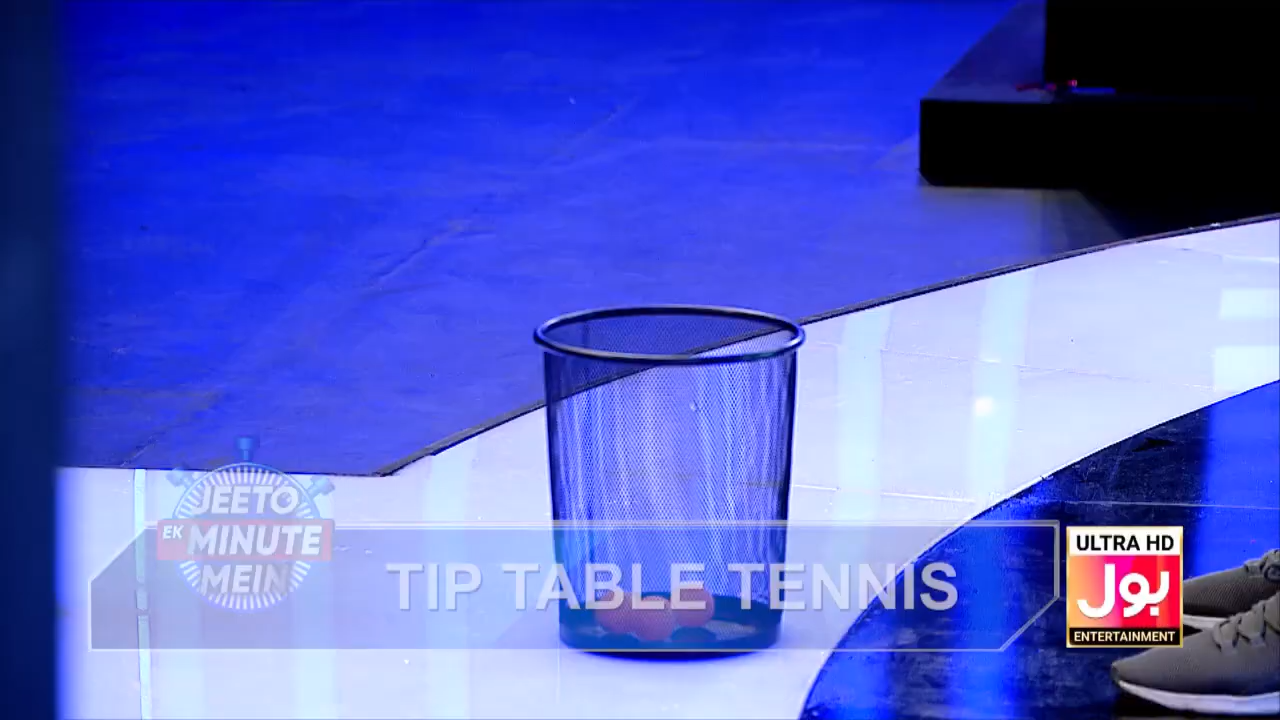 JEETO
EK MINUTE
MEIN
TIP TABLE TENNIS
ULTRA HD
بول
ENTERTAINMENT